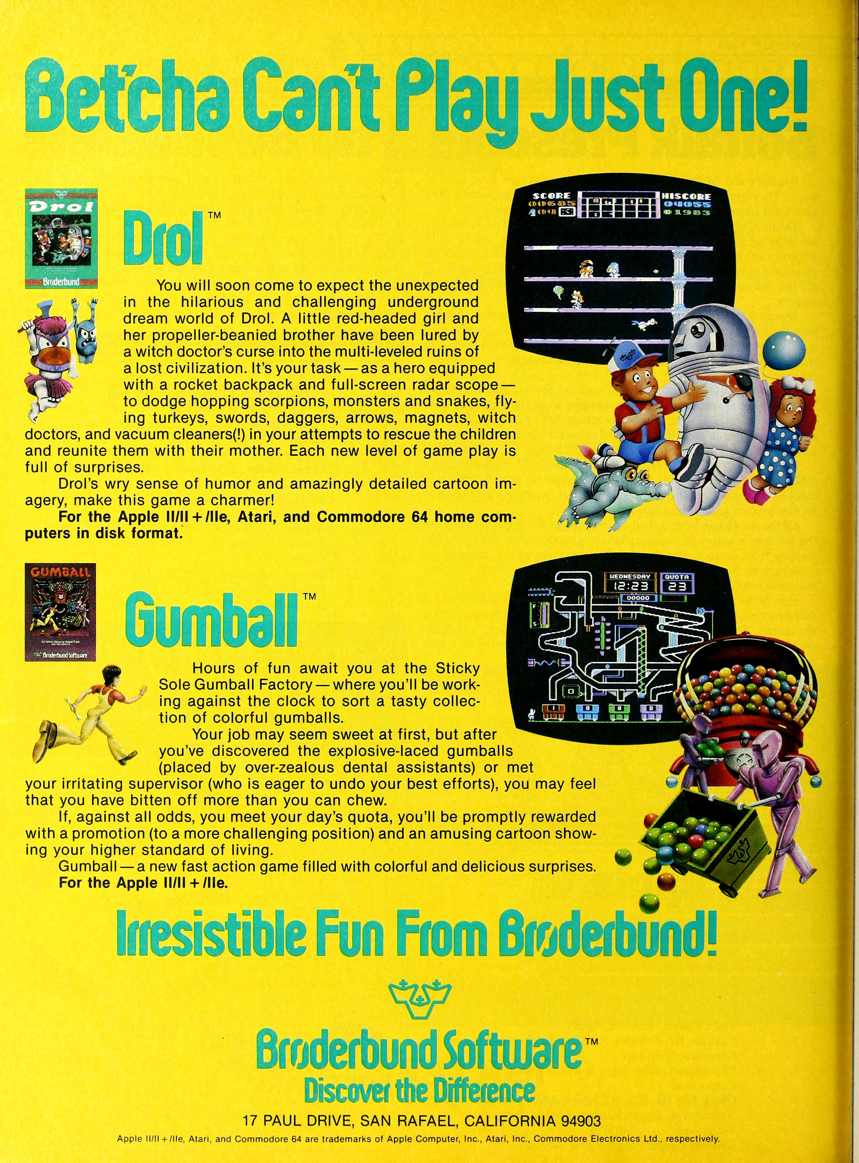 Bet'cha Can't Play Just One!
Drol
Brøderbund
Drol™
SCORE
HISCORE
00685
04055
404
01983
You will soon come to expect the unexpected
in the hilarious and challenging underground
dream world of Drol. A little red-headed girl and
her propeller-beanied brother have been lured by
a witch doctor's curse into the multi-leveled ruins of
a lost civilization. It's your task — as a hero equipped
with a rocket backpack and full-screen radar scope —
to dodge hopping scorpions, monsters and snakes, fly-
ing turkeys, swords, daggers, arrows, magnets, witch
doctors, and vacuum cleaners(!) in your attempts to rescue the children
and reunite them with their mother. Each new level of game play is
full of surprises.
Drol's wry sense of humor and amazingly detailed cartoon im-
agery, make this game a charmer!
For the Apple II/II + /IIe, Atari, and Commodore 64 home com-
puters in disk format.
GUMBALL
Brøderbund Software
Gumball™
WEDNESDAY
12:23
QUOTA
23
00000
Hours of fun await you at the Sticky
Sole Gumball Factory — where you'll be work-
ing against the clock to sort a tasty collec-
tion of colorful gumballs.
Your job may seem sweet at first, but after
you've discovered the explosive-laced gumballs
(placed by over-zealous dental assistants) or met
your irritating supervisor (who is eager to undo your best efforts), you may feel
that you have bitten off more than you can chew.
If, against all odds, you meet your day's quota, you'll be promptly rewarded
with a promotion (to a more challenging position) and an amusing cartoon show-
ing your higher standard of living.
Gumball — a new fast action game filled with colorful and delicious surprises.
For the Apple II/II + /IIe.
Irresistible Fun From Brøderbund!
Brøderbund Software™
Discover the Difference
17 PAUL DRIVE, SAN RAFAEL, CALIFORNIA 94903
Apple II/II + /IIe, Atari, and Commodore 64 are trademarks of Apple Computer, Inc., Atari, Inc., Commodore Electronics Ltd., respectively.